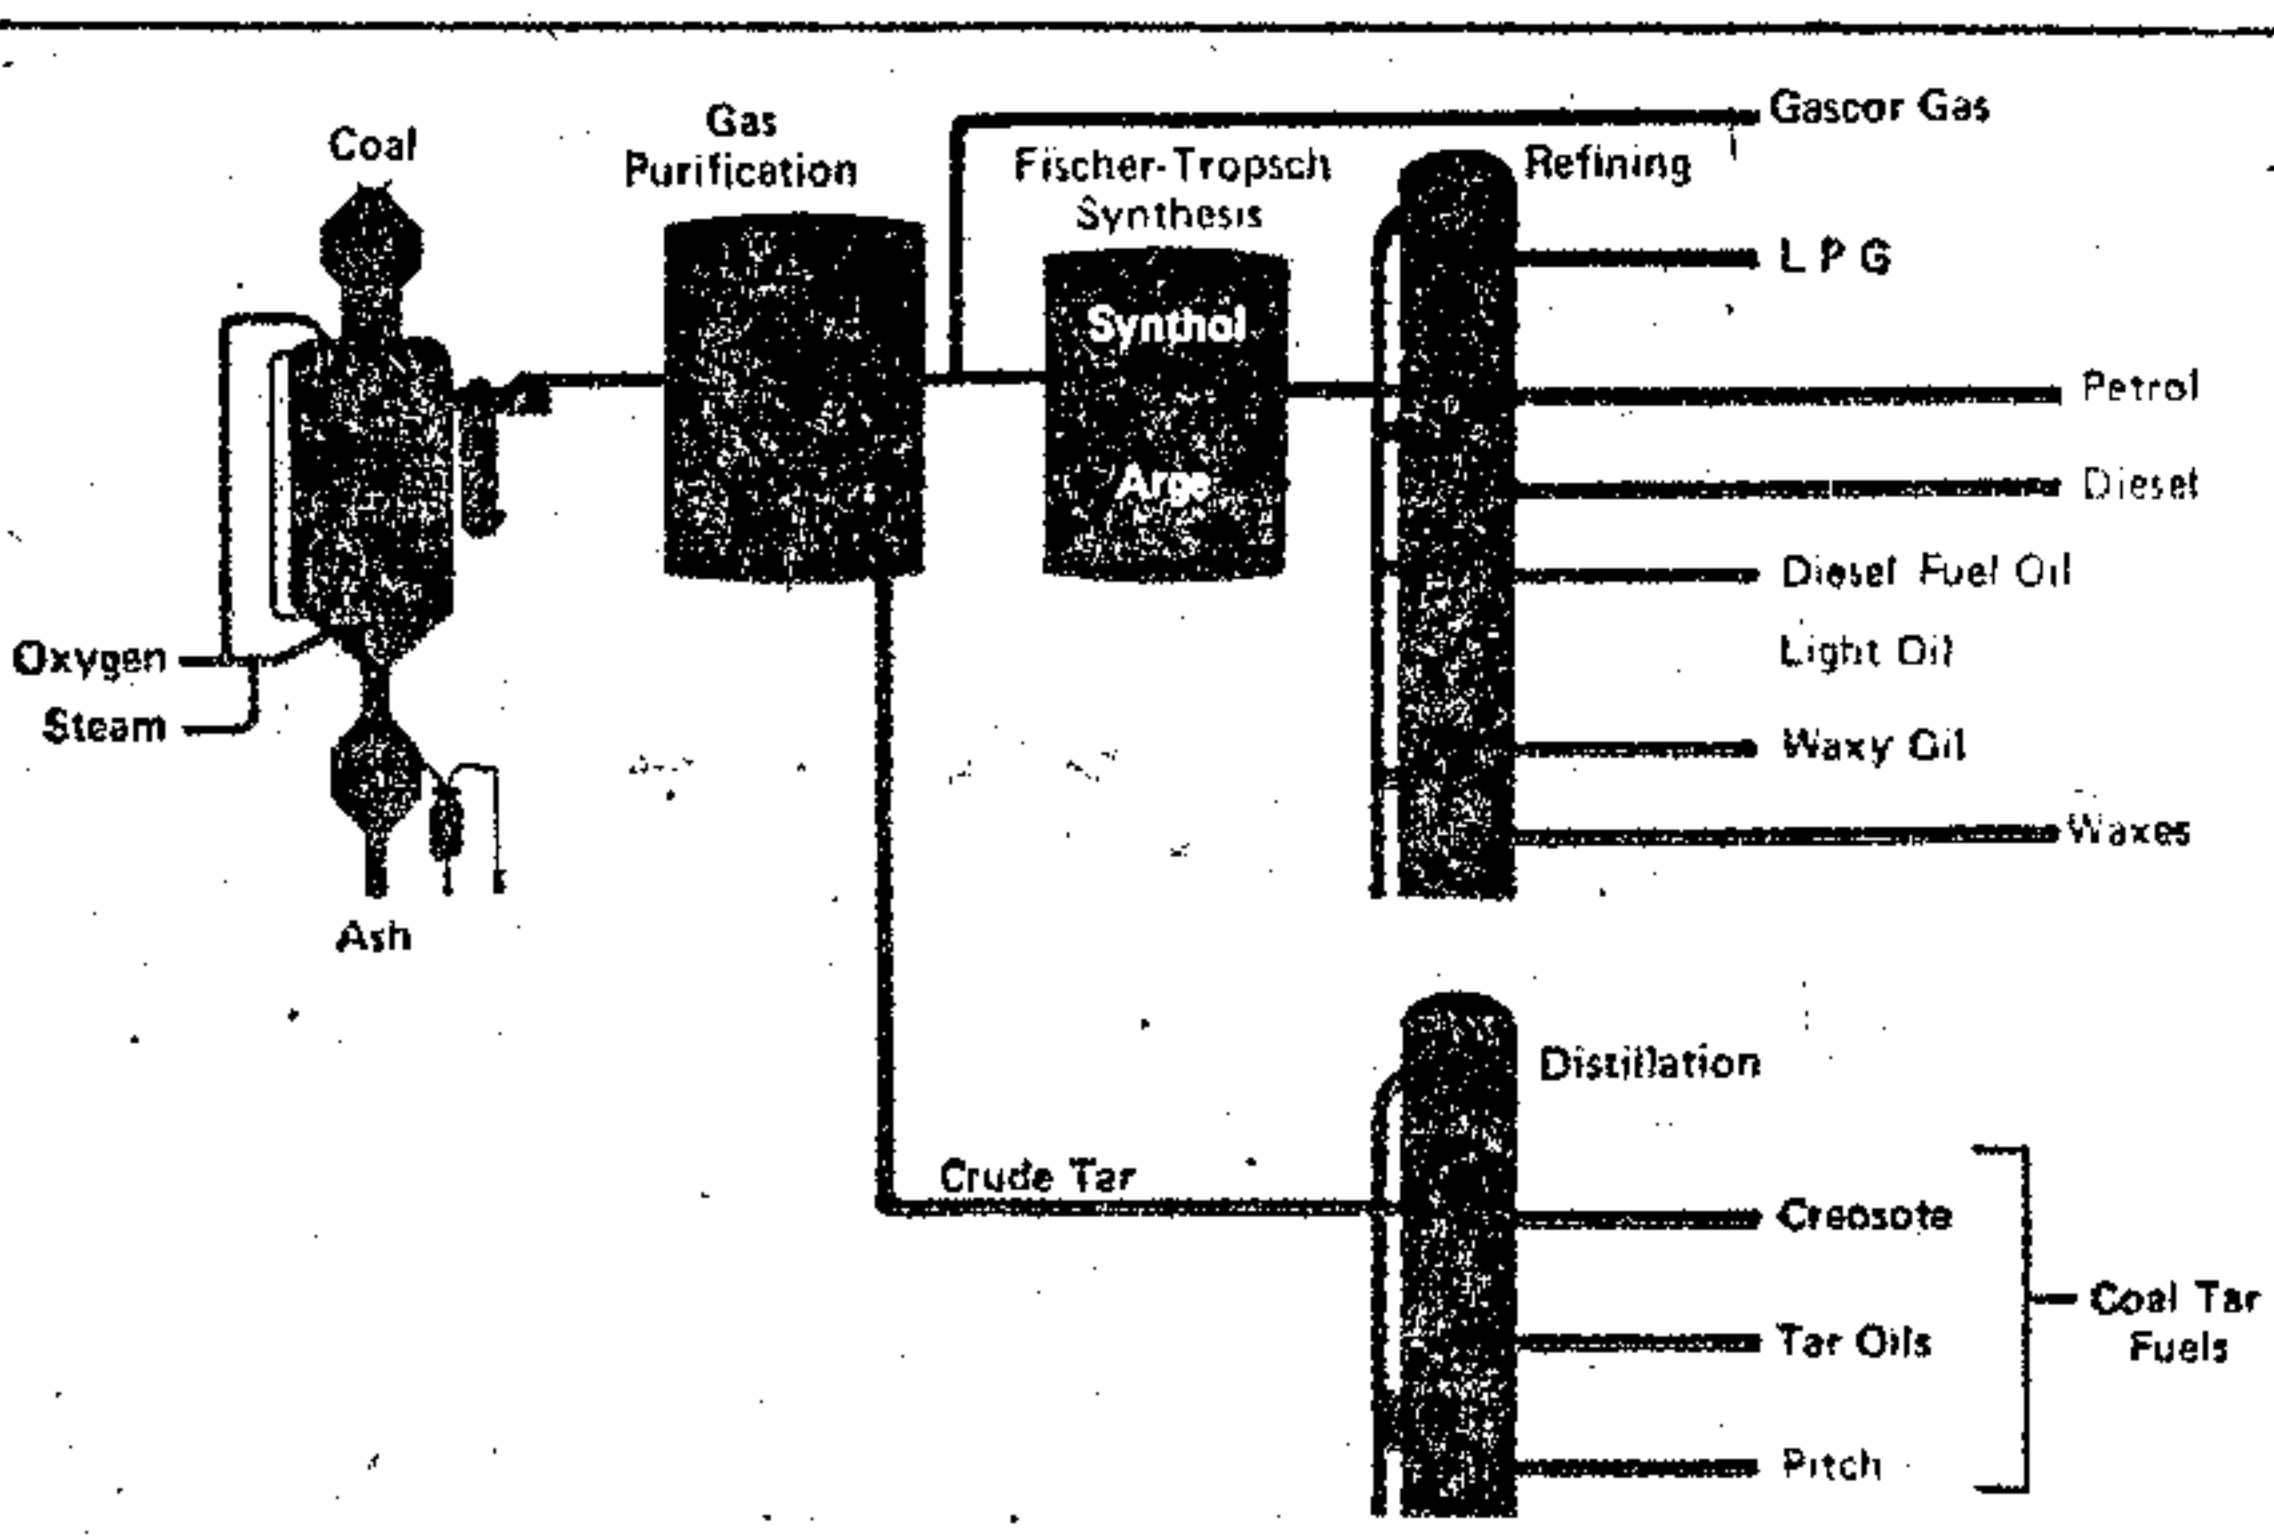 Coal
Gas
Purification
Fischer-Tropsch
Synthesis
Gascor Gas
Refining
L P G
Synthol
Arge
Petrol
Diesel
Diesel Fuel Oil
Light Oil
Waxy Oil
Waxes
Oxygen
Steam
Ash
Distillation
Crude Tar
Creosote
Tar Oils
Pitch
Coal Tar
Fuels